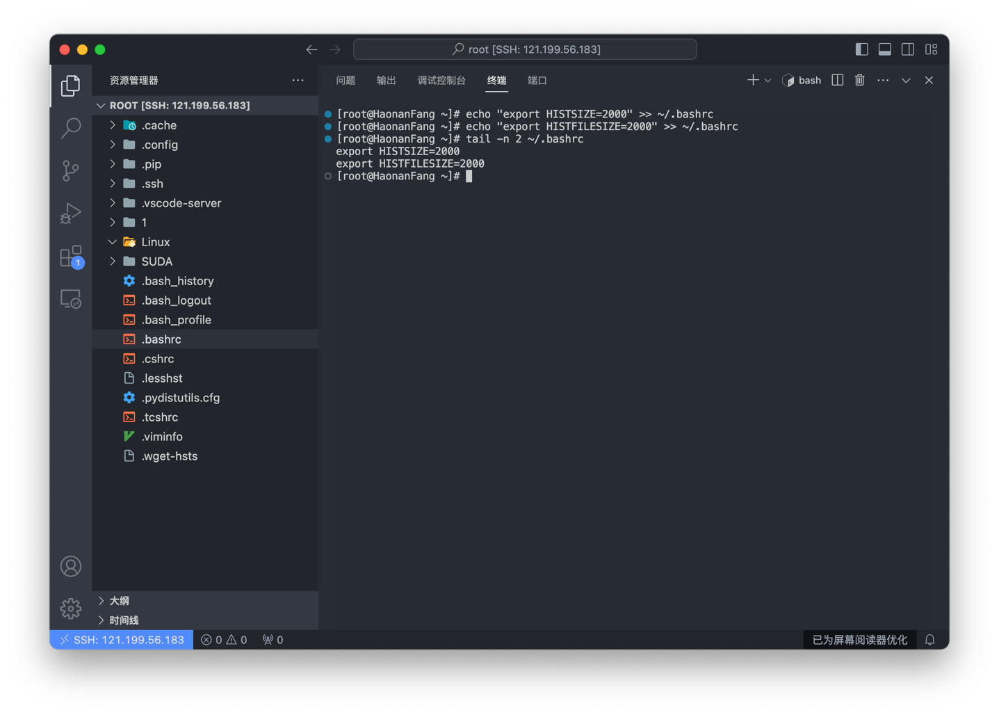 root [SSH: 121.199.56.183]
资源管理器
ROOT [SSH: 121.199.56.183]
.cache
.config
.pip
.ssh
.vscode-server
1
Linux
SUDA
.bash_history
.bash_logout
.bash_profile
.bashrc
.cshrc
.lesshst
.pydistutils.cfg
.tcshrc
.viminfo
.wget-hsts
大纲
时间线
1
问题 输出 调试控制台 终端 端口
bash
[root@HaonanFang ~]# echo "export HISTSIZE=2000" >> ~/.bashrc
[root@HaonanFang ~]# echo "export HISTFILESIZE=2000" >> ~/.bashrc
[root@HaonanFang ~]# tail -n 2 ~/.bashrc
export HISTSIZE=2000
export HISTFILESIZE=2000
[root@HaonanFang ~]#
SSH: 121.199.56.183 0 0 0 已为屏幕阅读器优化